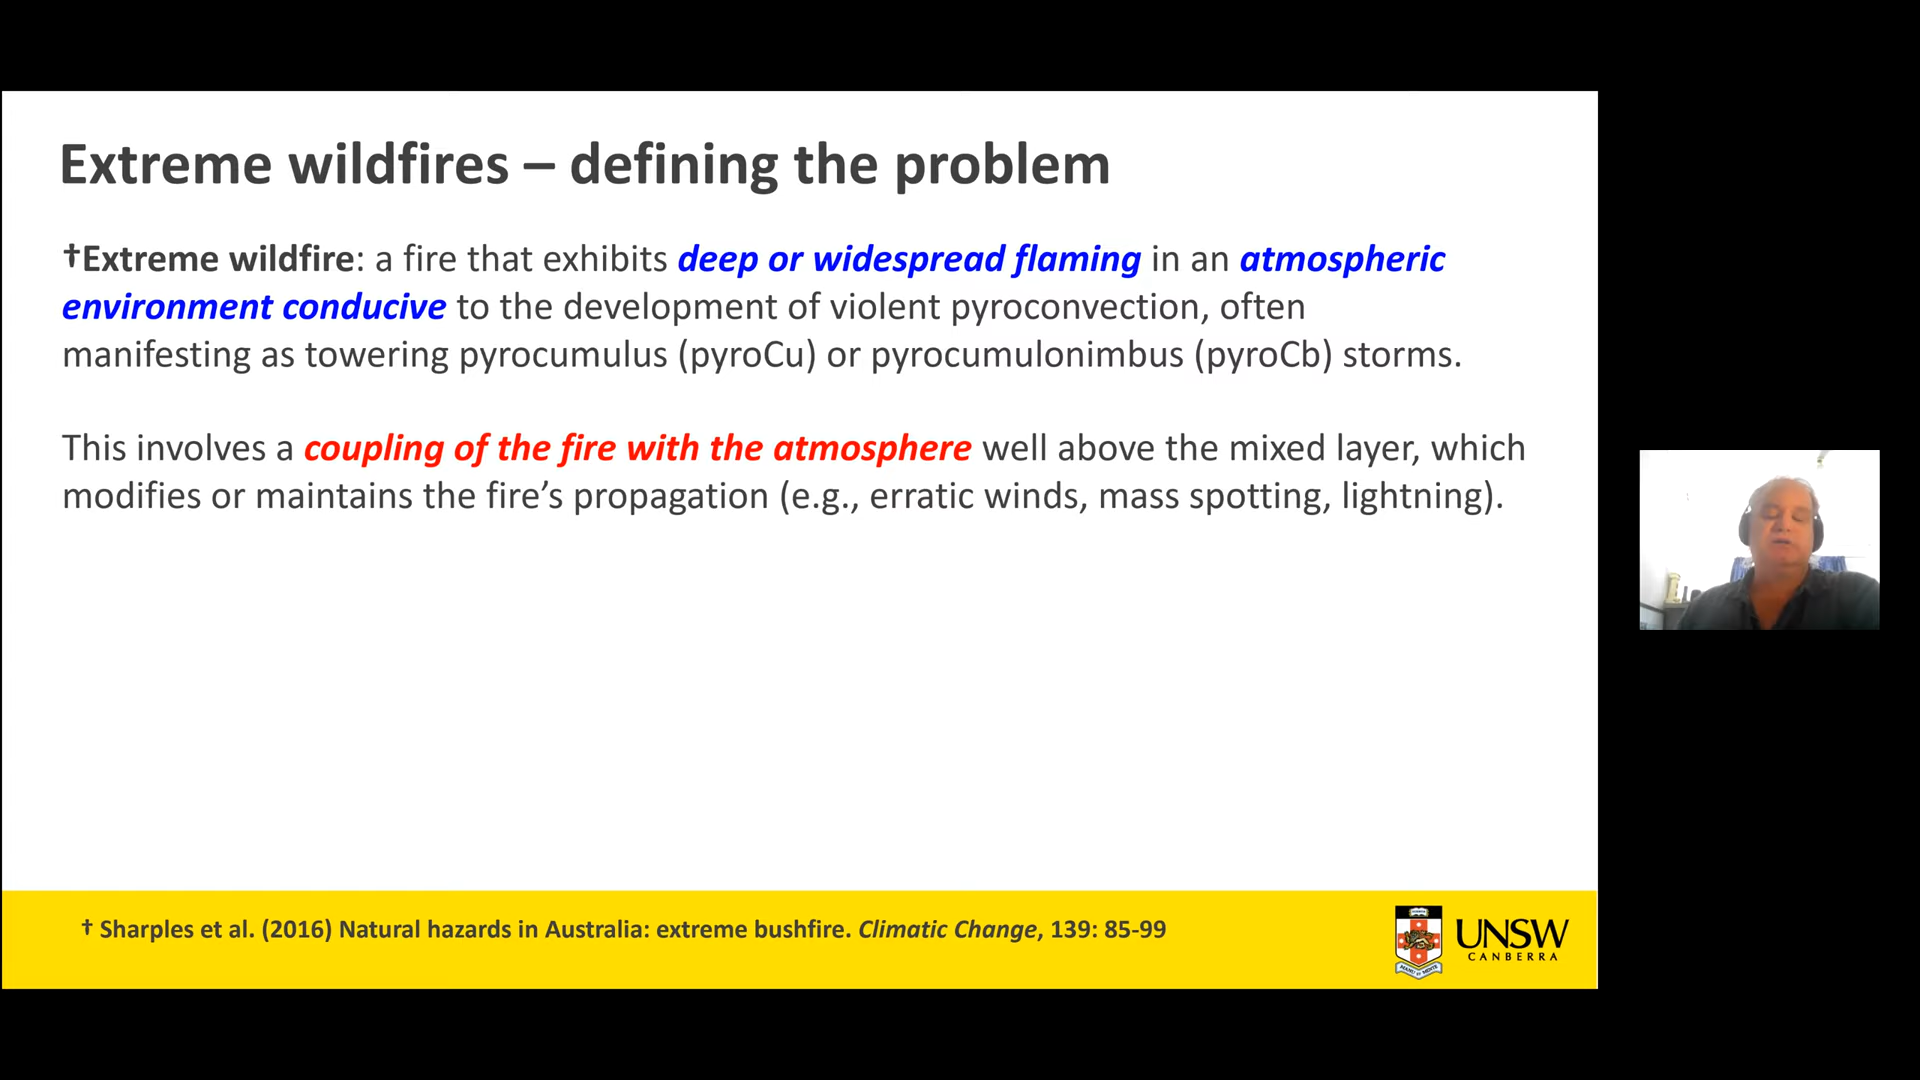 Extreme wildfires – defining the problem
†Extreme wildfire: a fire that exhibits deep or widespread flaming in an atmospheric
environment conducive to the development of violent pyroconvection, often
manifesting as towering pyrocumulus (pyroCu) or pyrocumulonimbus (pyroCb) storms.
This involves a coupling of the fire with the atmosphere well above the mixed layer, which
modifies or maintains the fire’s propagation (e.g., erratic winds, mass spotting, lightning).
† Sharples et al. (2016) Natural hazards in Australia: extreme bushfire. Climatic Change, 139: 85-99
UNSW
CANBERRA